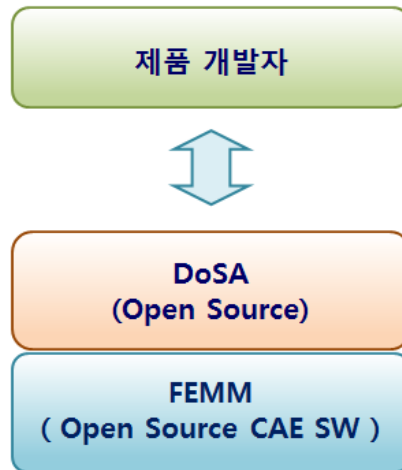 제품 개발자
DoSA
(Open Source)
FEMM
( Open Source CAE SW )